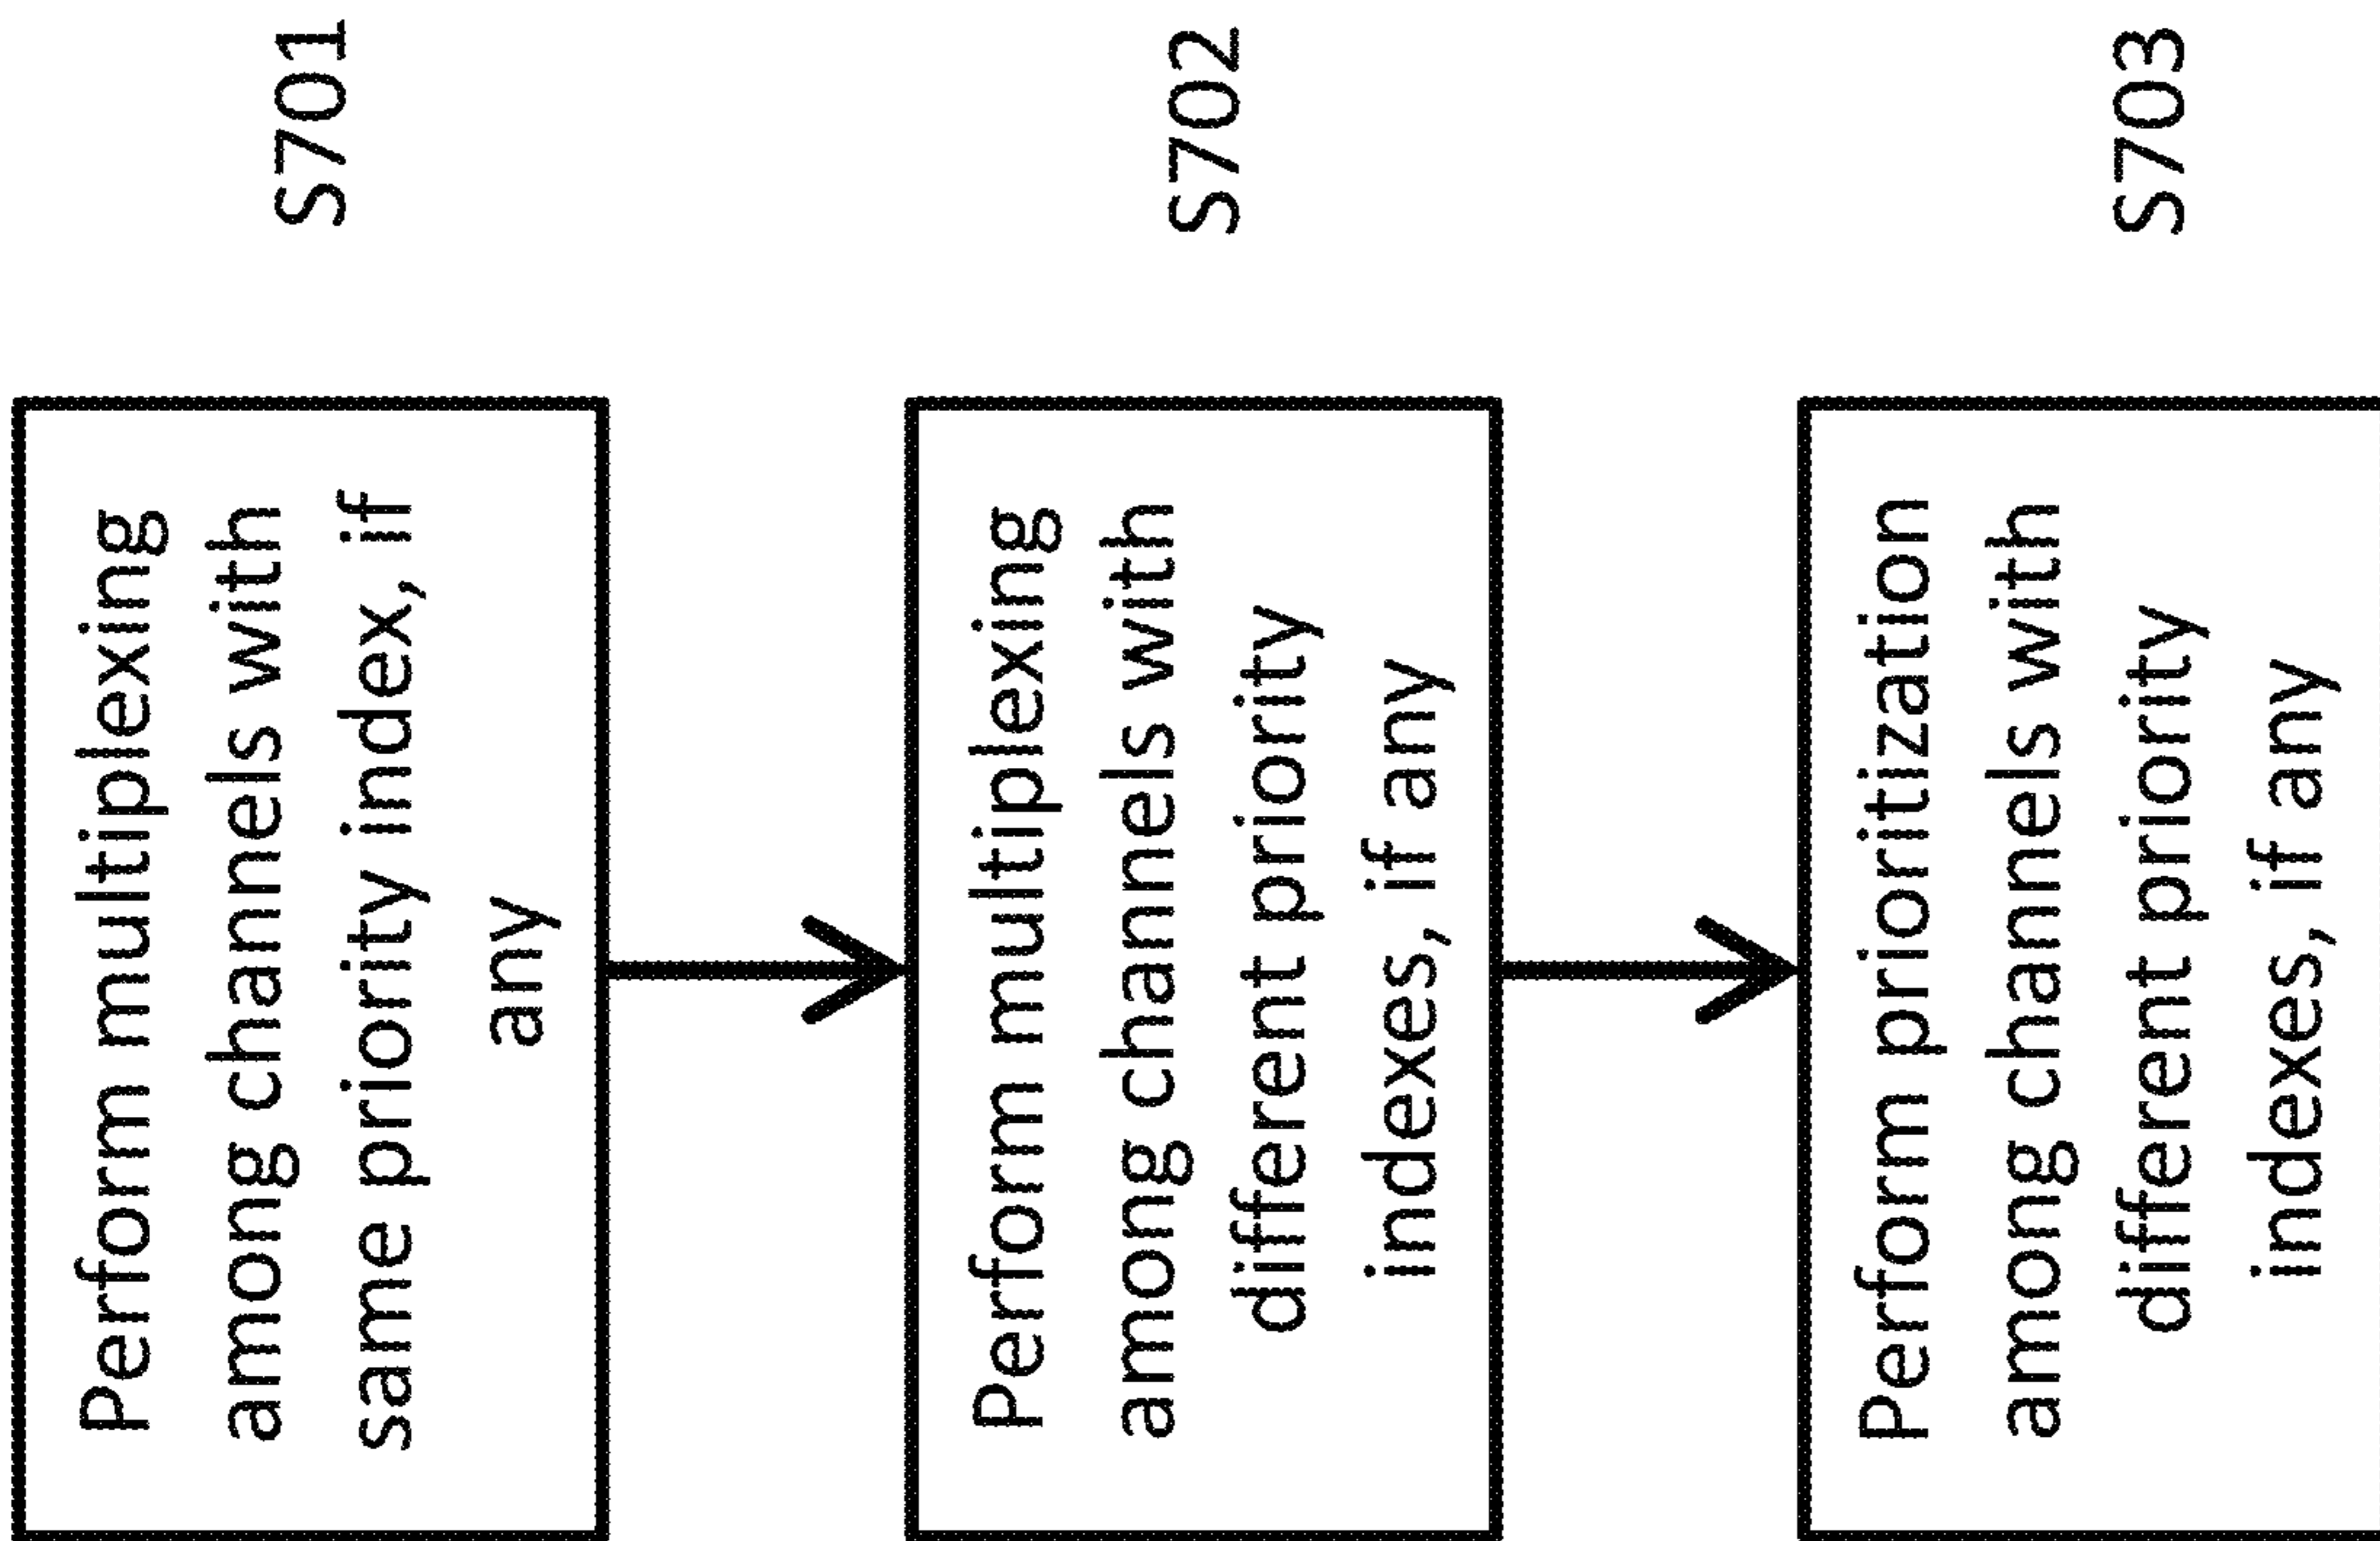 Perform multiplexing
among channels with
same priority index, if
any
S701
Perform multiplexing
among channels with
different priority
indexes, if any
S702
Perform prioritization
among channels with
different priority
indexes, if any
S703